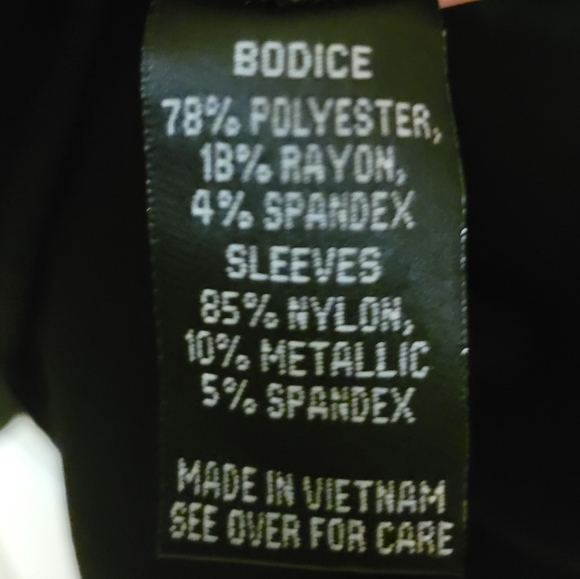 BODICE
78% POLYESTER,
18% RAYON,
4% SPANDEX
SLEEVES
85% NYLON,
10% METALLIC
5% SPANDEX
MADE IN VIETNAM
SEE OVER FOR CARE